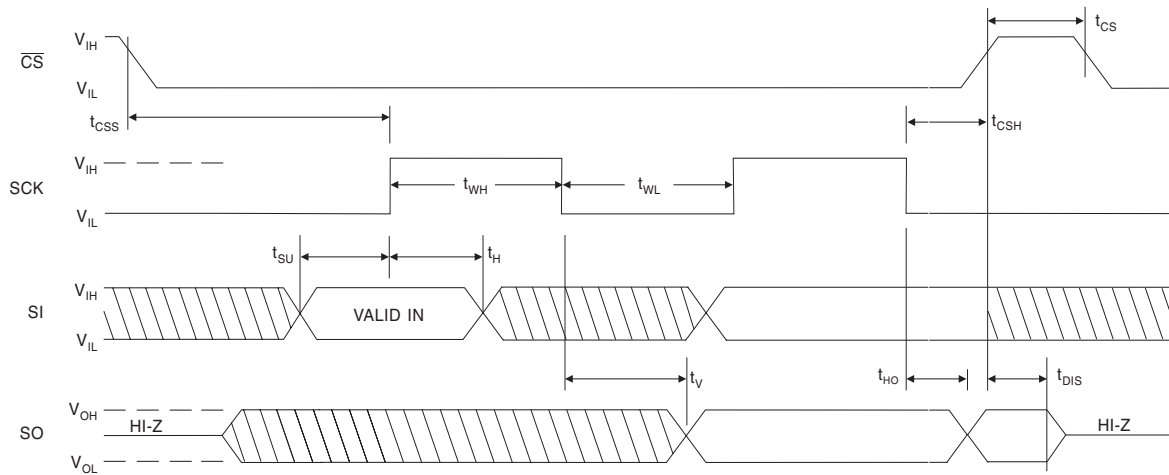 V_IH
t_CS
CS
V_IL
t_CSS
t_CSH
V_IH
SCK
t_WH
t_WL
V_IL
t_SU
t_H
V_IH
SI
VALID IN
V_IL
t_V
t_HO
t_DIS
V_OH
SO
HI-Z
HI-Z
V_OL